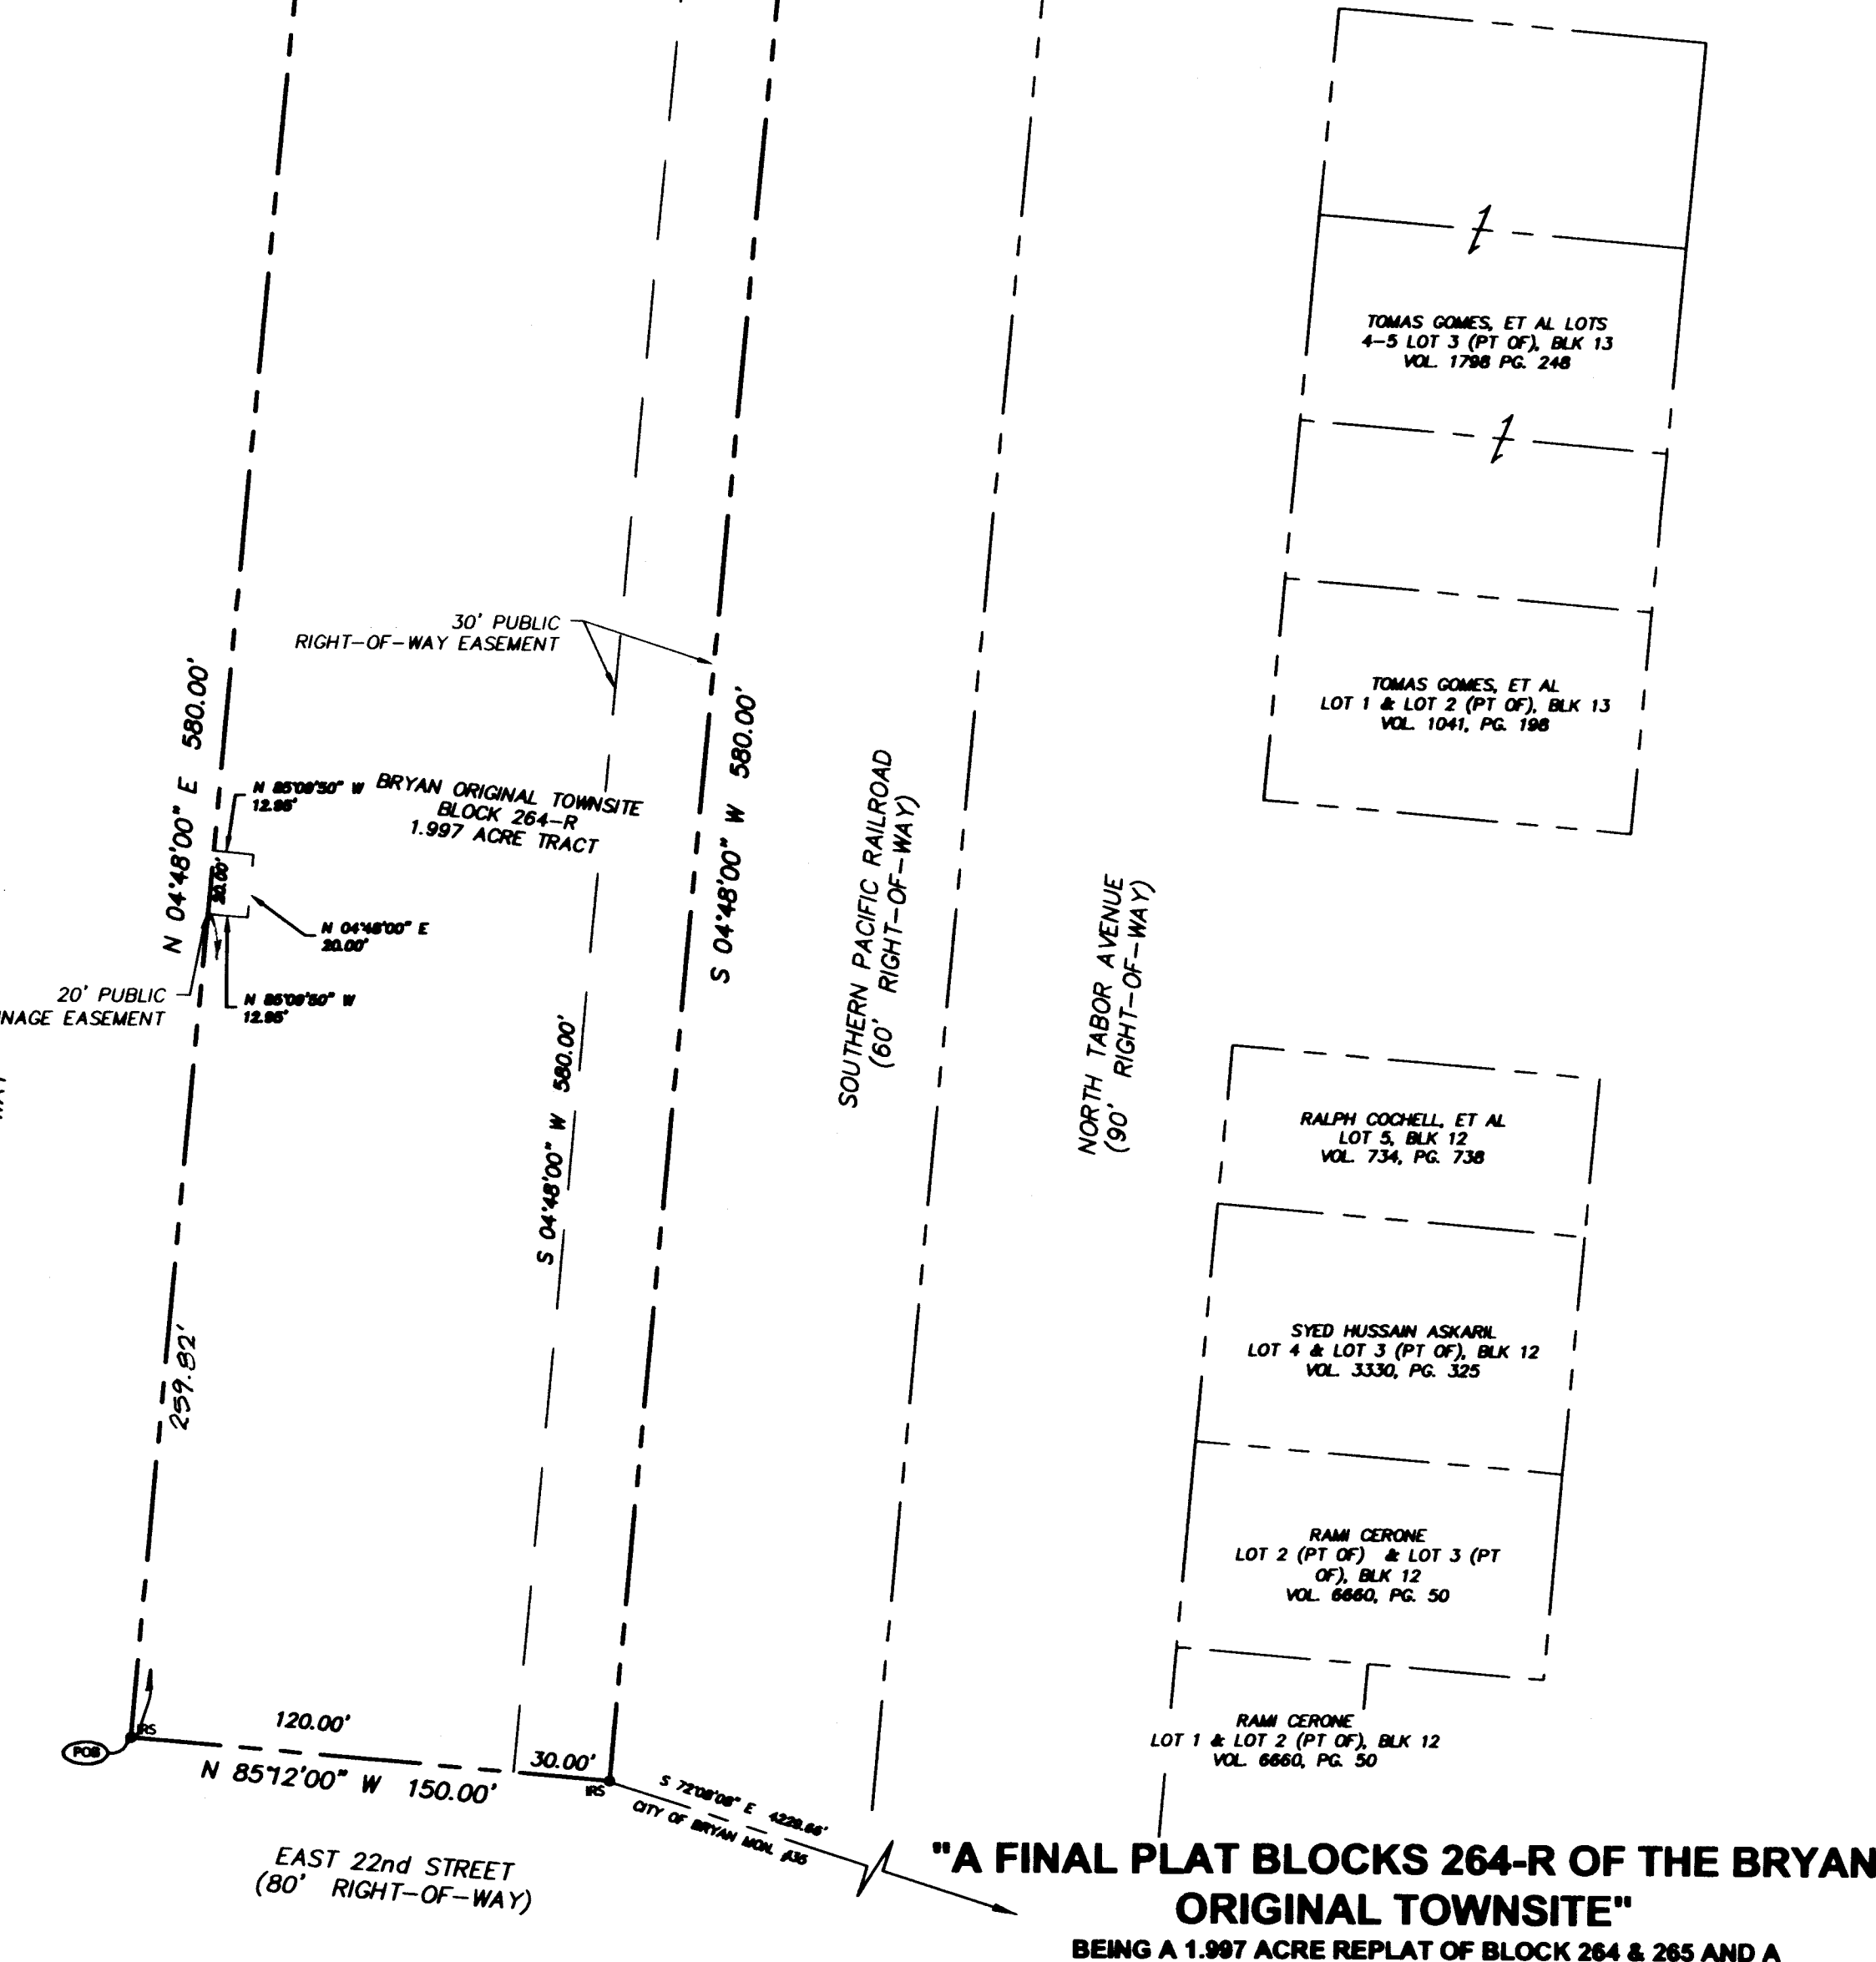 TOMAS GOMES, ET AL LOTS
4-5 LOT 3 (PT OF), BLK 13
VOL. 1798 PG. 248
30' PUBLIC
RIGHT-OF-WAY EASEMENT
TOMAS GOMES, ET AL
LOT 1 & LOT 2 (PT OF), BLK 13
VOL. 1041, PG. 198
N 04°48'00" E 580.00'
S 04°48'00" W 580.00'
N 85°09'50" W
12.95'
BRYAN ORIGINAL TOWNSITE
BLOCK 264-R
1.997 ACRE TRACT
20.00'
N 04°48'00" E
20.00'
20' PUBLIC
NAGE EASEMENT
N 85°09'50" W
12.95'
SOUTHERN PACIFIC RAILROAD
(60' RIGHT-OF-WAY)
NORTH TABOR AVENUE
(90' RIGHT-OF-WAY)
S 04°48'00" W 580.00'
RALPH COCHELL, ET AL
LOT 5, BLK 12
VOL. 734, PG. 738
259.82'
SYED HUSSAIN ASKARIL
LOT 4 & LOT 3 (PT OF), BLK 12
VOL. 3330, PG. 325
RAMI CERONE
LOT 2 (PT OF) & LOT 3 (PT
OF), BLK 12
VOL. 6660, PG. 50
RAMI CERONE
LOT 1 & LOT 2 (PT OF), BLK 12
VOL. 6660, PG. 50
IRS
POB
120.00'
30.00'
N 85°12'00" W 150.00'
IRS
S 72°08'08" E 4229.66'
CITY OF BRYAN MON.
EAST 22nd STREET
(80' RIGHT-OF-WAY)
"A FINAL PLAT BLOCKS 264-R OF THE BRYAN
ORIGINAL TOWNSITE"
BEING A 1.997 ACRE REPLAT OF BLOCK 264 & 265 AND A